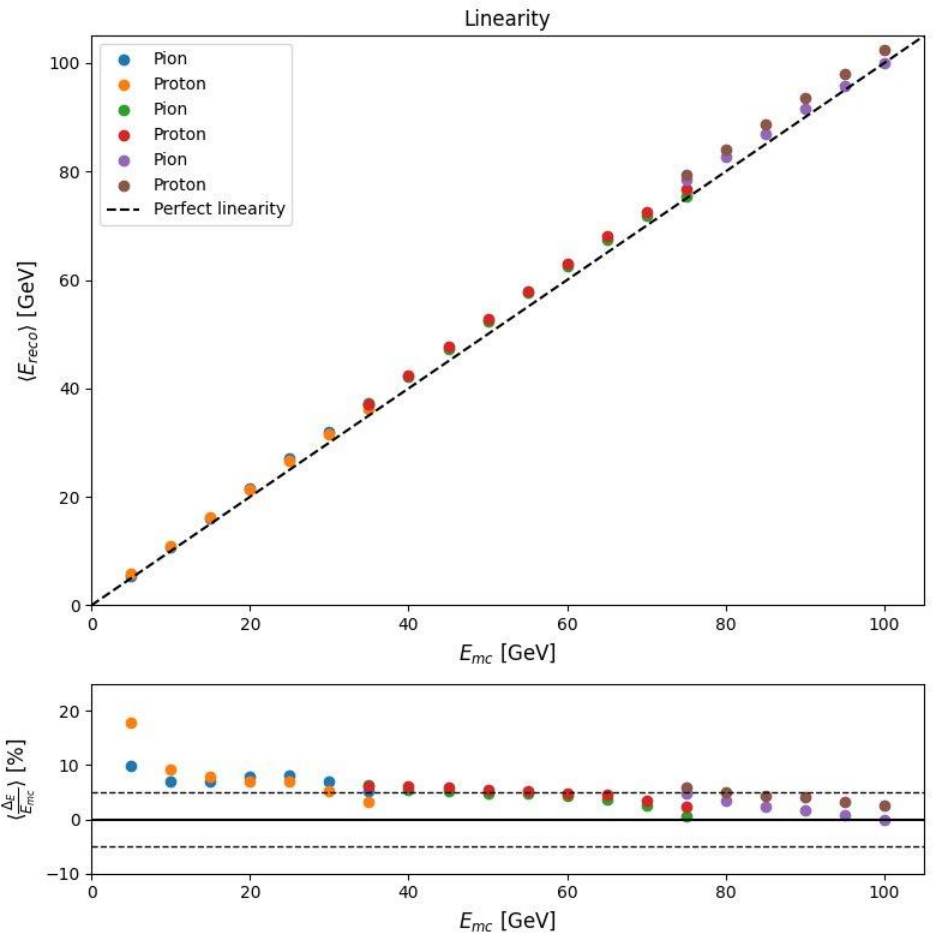 Linearity
Pion
Proton
Pion
Proton
Pion
Proton
Perfect linearity
100
80
60
40
20
0
⟨E_reco⟩ [GeV]
0 20 40 60 80 100
E_mc [GeV]
20
10
0
−10
⟨Δ_E/E_mc⟩ [%]
0 20 40 60 80 100
E_mc [GeV]